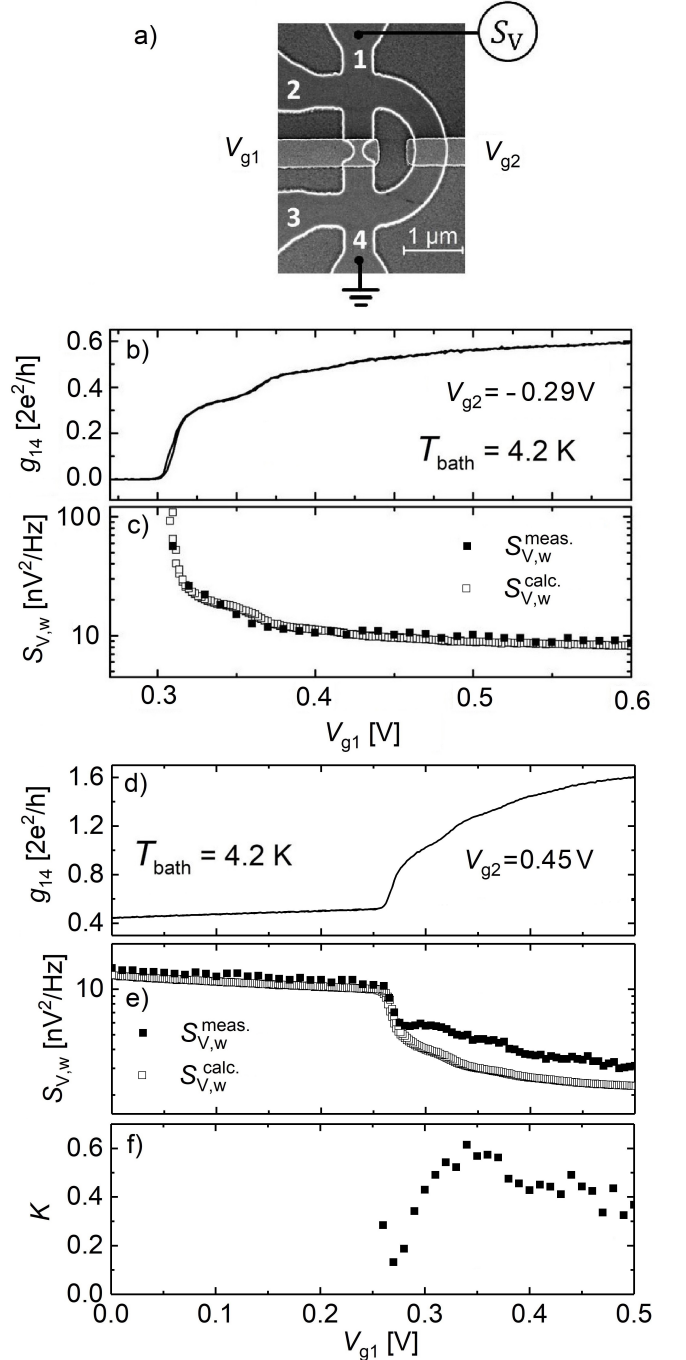 a)
S_V
1
2
V_g1
V_g2
3
4
1 µm
b)
g_14 [2e²/h]
0.6
0.4
0.2
0.0
V_g2 = - 0.29 V
T_bath = 4.2 K
c)
S_V,w [nV²/Hz]
100
10
S_V,w^meas.
S_V,w^calc.
0.3 0.4 0.5 0.6
V_g1 [V]
d)
g_14 [2e²/h]
1.6
1.2
0.8
0.4
T_bath = 4.2 K
V_g2 = 0.45 V
e)
S_V,w [nV²/Hz]
10
S_V,w^meas.
S_V,w^calc.
f)
K
0.6
0.4
0.2
0.0
0.0 0.1 0.2 0.3 0.4 0.5
V_g1 [V]